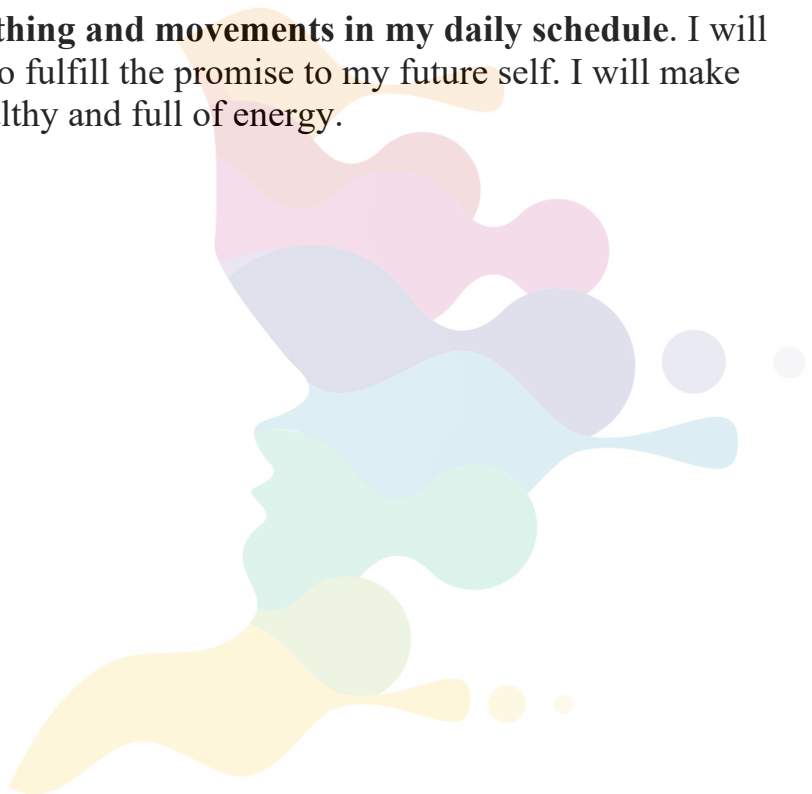 thing and movements in my daily schedule. I will
o fulfill the promise to my future self. I will make
lthy and full of energy.